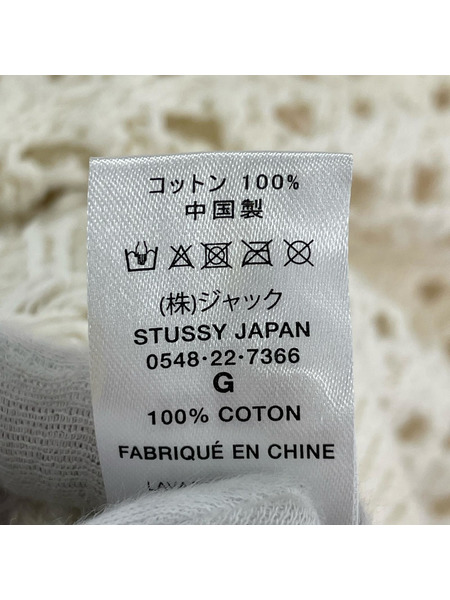 コットン 100%
中国製
(株)ジャック
STUSSY JAPAN
0548・22・7366
G
100% COTON
FABRIQUÉ EN CHINE